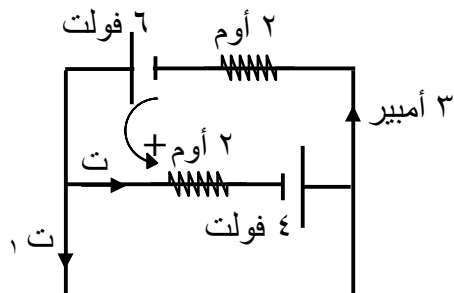 ٦ فولت
٢ أوم
٣ أمبير
+
٢ أوم
ت
٤ فولت
ت ١